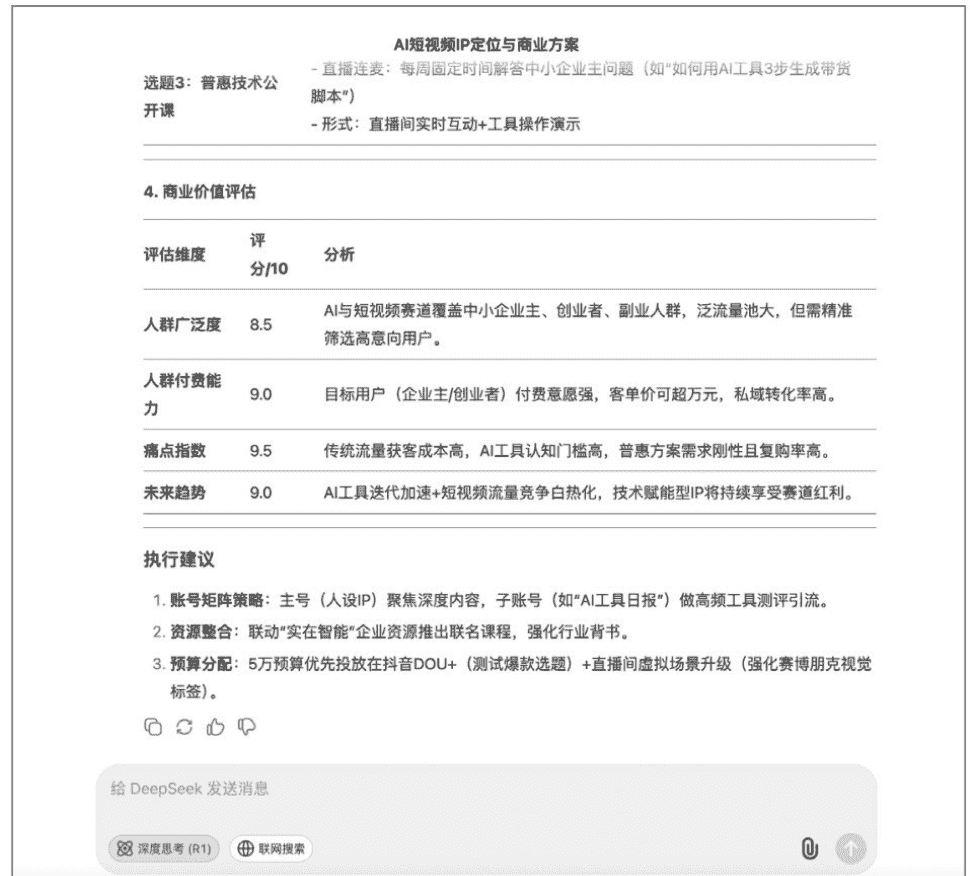 AI短视频IP定位与商业方案
选题3：普惠技术公开课
- 直播连麦：每周固定时间解答中小企业主问题（如“如何用AI工具3步生成带货
脚本”）
- 形式：直播间实时互动+工具操作演示
4. 商业价值评估
评估维度 评分/10 分析
人群广泛度 8.5 AI与短视频赛道覆盖中小企业主、创业者、副业人群，泛流量池大，但需精准
筛选高意向用户。
人群付费能力 9.0 目标用户（企业主/创业者）付费意愿强，客单价可超万元，私域转化率高。
痛点指数 9.5 传统流量获客成本高，AI工具认知门槛高，普惠方案需求刚性且复购率高。
未来趋势 9.0 AI工具迭代加速+短视频流量竞争白热化，技术赋能型IP将持续享受赛道红利。
执行建议
1. 账号矩阵策略：主号（人设IP）聚焦深度内容，子账号（如“AI工具日报”）做高频工具测评引流。
2. 资源整合：联动“实在智能”企业资源推出联名课程，强化行业背书。
3. 预算分配：5万预算优先投放在抖音DOU+（测试爆款选题）+直播间虚拟场景升级（强化赛博朋克视觉
标签）。
给 DeepSeek 发送消息
深度思考 (R1) 联网搜索